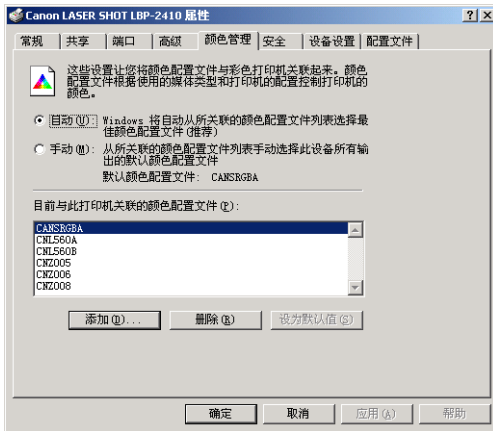 Canon LASER SHOT LBP-2410 属性
常规 共享 端口 高级 颜色管理 安全 设备设置 配置文件
这些设置让您将颜色配置文件与彩色打印机关联起来。颜色
配置文件根据使用的媒体类型和打印机的配置控制打印机的
颜色。
自动(U): Windows 将自动从所关联的颜色配置文件列表选择最
佳颜色配置文件(推荐)
手动(M): 从所关联的颜色配置文件列表手动选择此设备所有输
出的默认颜色配置文件
默认颜色配置文件: CANSRGBA
目前与此打印机关联的颜色配置文件(P):
CANSRGBA
CNL560A
CNL560B
CNZ005
CNZ006
CNZ008
添加(D)... 删除(R) 设为默认值(S)
确定 取消 应用(A) 帮助